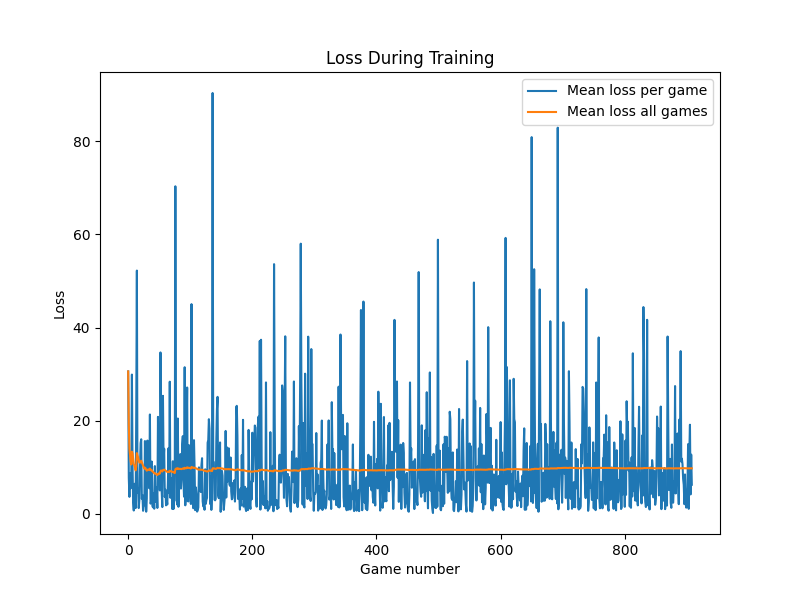 Loss During Training
Mean loss per game
Mean loss all games
80
60
40
20
0
Loss
0 200 400 600 800
Game number